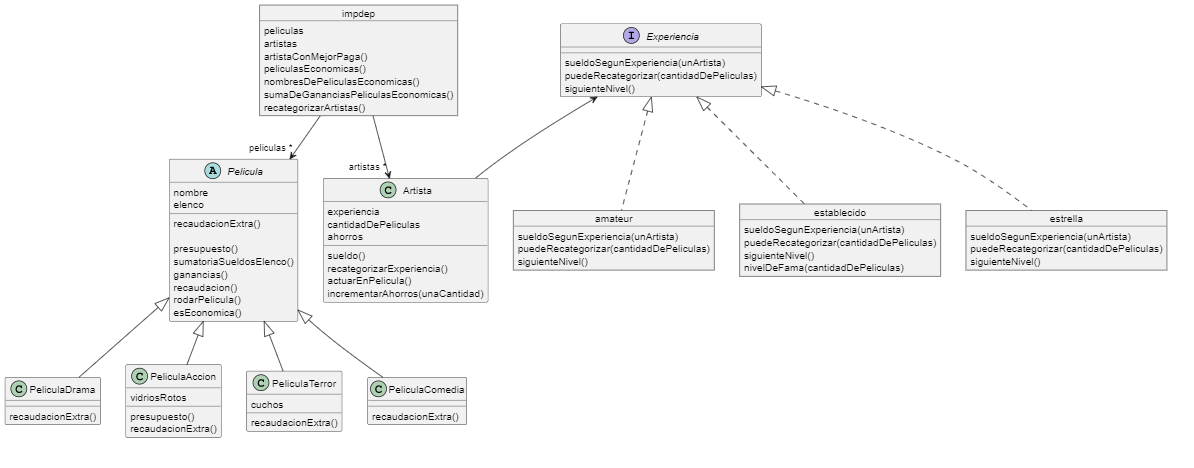 impdep
peliculas
artistas
artistaConMejorPaga()
peliculasEconomicas()
nombresDePeliculasEconomicas()
sumaDeGananciasPeliculasEconomicas()
recategorizarArtistas()
I Experiencia
sueldoSegunExperiencia(unArtista)
puedeRecategorizar(cantidadDePeliculas)
siguienteNivel()
peliculas *
artistas *
A Pelicula
nombre
elenco
recaudacionExtra()
presupuesto()
sumatoriaSueldosElenco()
ganancias()
recaudacion()
rodarPelicula()
esEconomica()
C Artista
experiencia
cantidadDePeliculas
ahorros
sueldo()
recategorizarExperiencia()
actuarEnPelicula()
incrementarAhorros(unaCantidad)
amateur
sueldoSegunExperiencia(unArtista)
puedeRecategorizar(cantidadDePeliculas)
siguienteNivel()
establecido
sueldoSegunExperiencia(unArtista)
puedeRecategorizar(cantidadDePeliculas)
siguienteNivel()
nivelDeFama(cantidadDePeliculas)
estrella
sueldoSegunExperiencia(unArtista)
puedeRecategorizar(cantidadDePeliculas)
siguienteNivel()
C PeliculaDrama
recaudacionExtra()
C PeliculaAccion
vidriosRotos
presupuesto()
recaudacionExtra()
C PeliculaTerror
cuchos
recaudacionExtra()
C PeliculaComedia
recaudacionExtra()